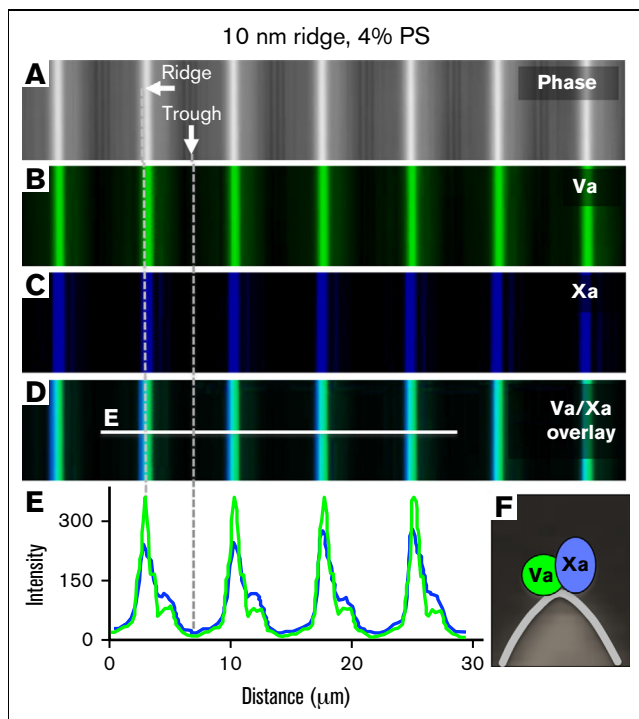 10 nm ridge, 4% PS
A
Ridge
Phase
Trough
B
Va
C
Xa
D
E
Va/Xa
overlay
E
300
150
0
Intensity
0
10
20
30
Distance (μm)
F
Va
Xa